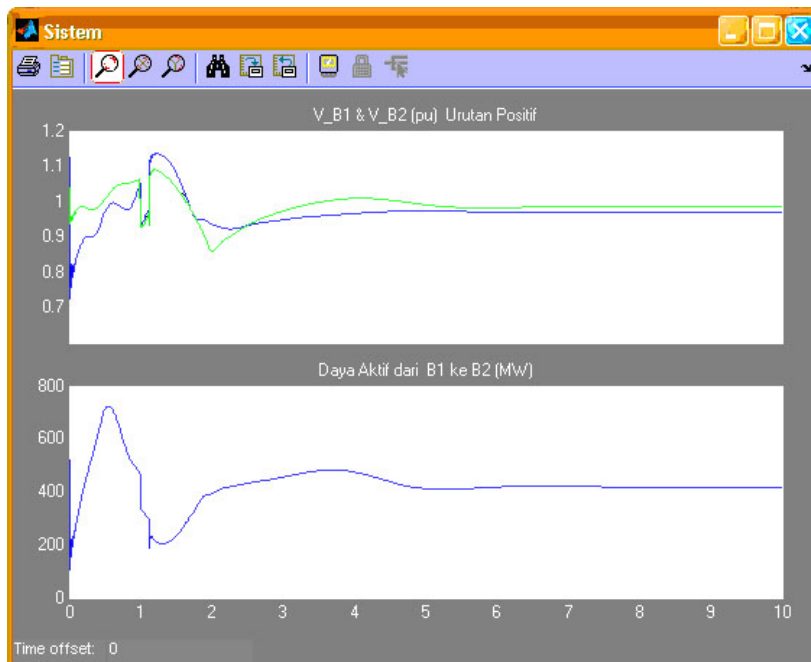 Sistem
V_B1 & V_B2 (pu) Urutan Positif
1.2
1.1
1
0.9
0.8
0.7
Daya Aktif dari B1 ke B2 (MW)
800
600
400
200
0
0 1 2 3 4 5 6 7 8 9 10
Time offset: 0